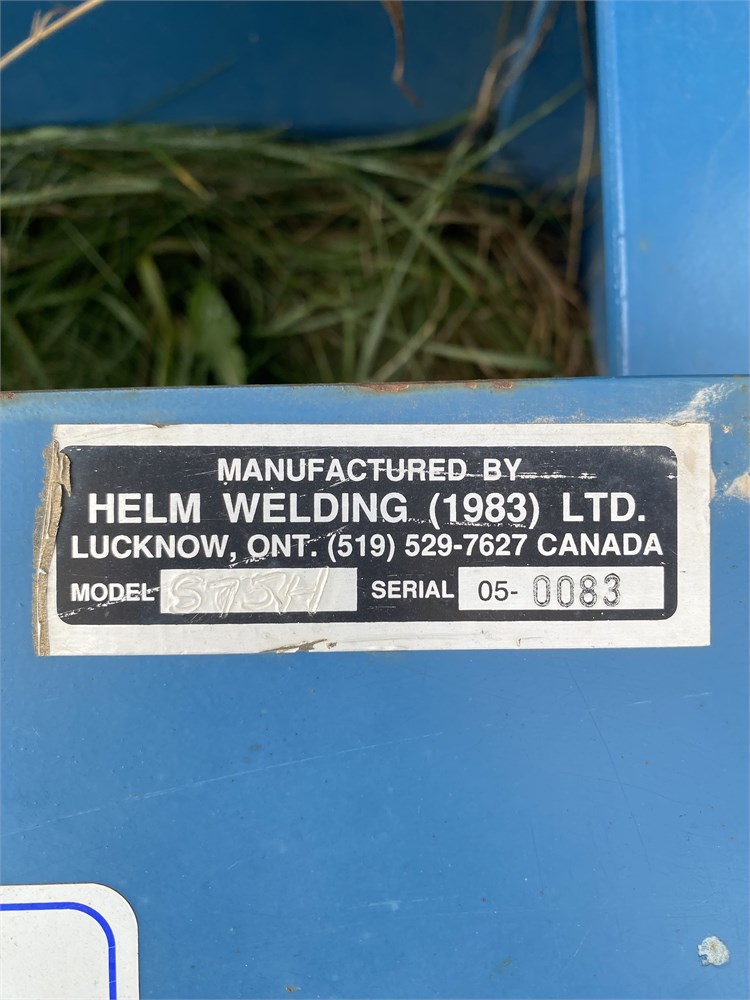 MANUFACTURED BY
HELM WELDING (1983) LTD.
LUCKNOW, ONT. (519) 529-7627 CANADA
MODEL S75H SERIAL 05- 0083